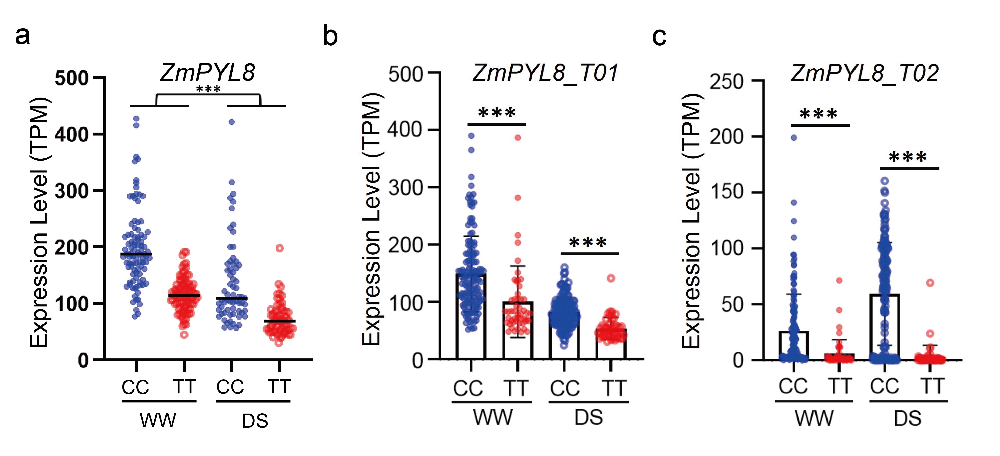 a
ZmPYL8
***
Expression Level (TPM)
500
400
300
200
100
0
CC TT CC TT
WW DS
b
ZmPYL8_T01
***
***
Expression Level (TPM)
500
400
300
200
100
0
CC TT CC TT
WW DS
c
ZmPYL8_T02
***
***
Expression Level (TPM)
250
200
150
100
50
0
CC TT CC TT
WW DS